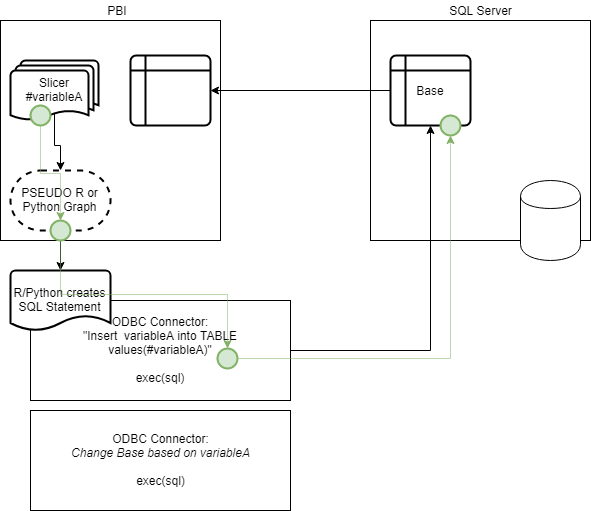 PBI
SQL Server
Slicer
#variableA
Base
PSEUDO R or
Python Graph
R/Python creates
SQL Statement
ODBC Connector:
"Insert  variableA into TABLE
values(#variableA)"
exec(sql)
ODBC Connector:
Change Base based on variableA
exec(sql)